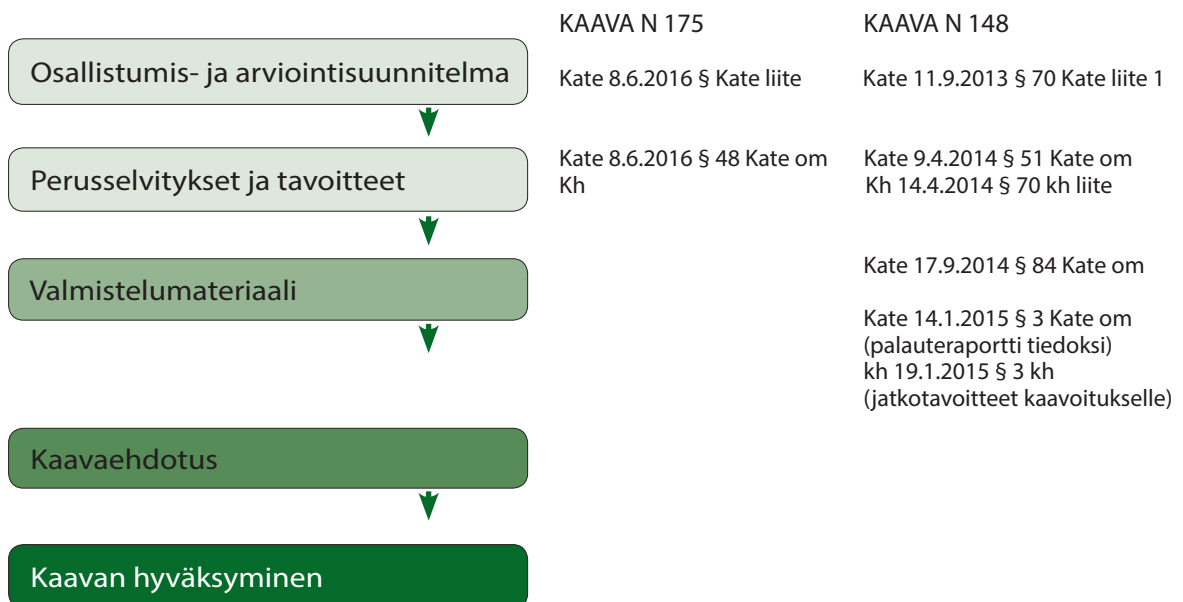 KAAVA N 175
KAAVA N 148
Osallistumis- ja arviointisuunnitelma
Kate 8.6.2016 § Kate liite
Kate 11.9.2013 § 70 Kate liite 1
Perusselvitykset ja tavoitteet
Kate 8.6.2016 § 48 Kate om
Kh
Kate 9.4.2014 § 51 Kate om
Kh 14.4.2014 § 70 kh liite
Valmistelumateriaali
Kate 17.9.2014 § 84 Kate om
Kate 14.1.2015 § 3 Kate om
(palauteraportti tiedoksi)
kh 19.1.2015 § 3 kh
(jatkotavoitteet kaavoitukselle)
Kaavaehdotus
Kaavan hyväksyminen